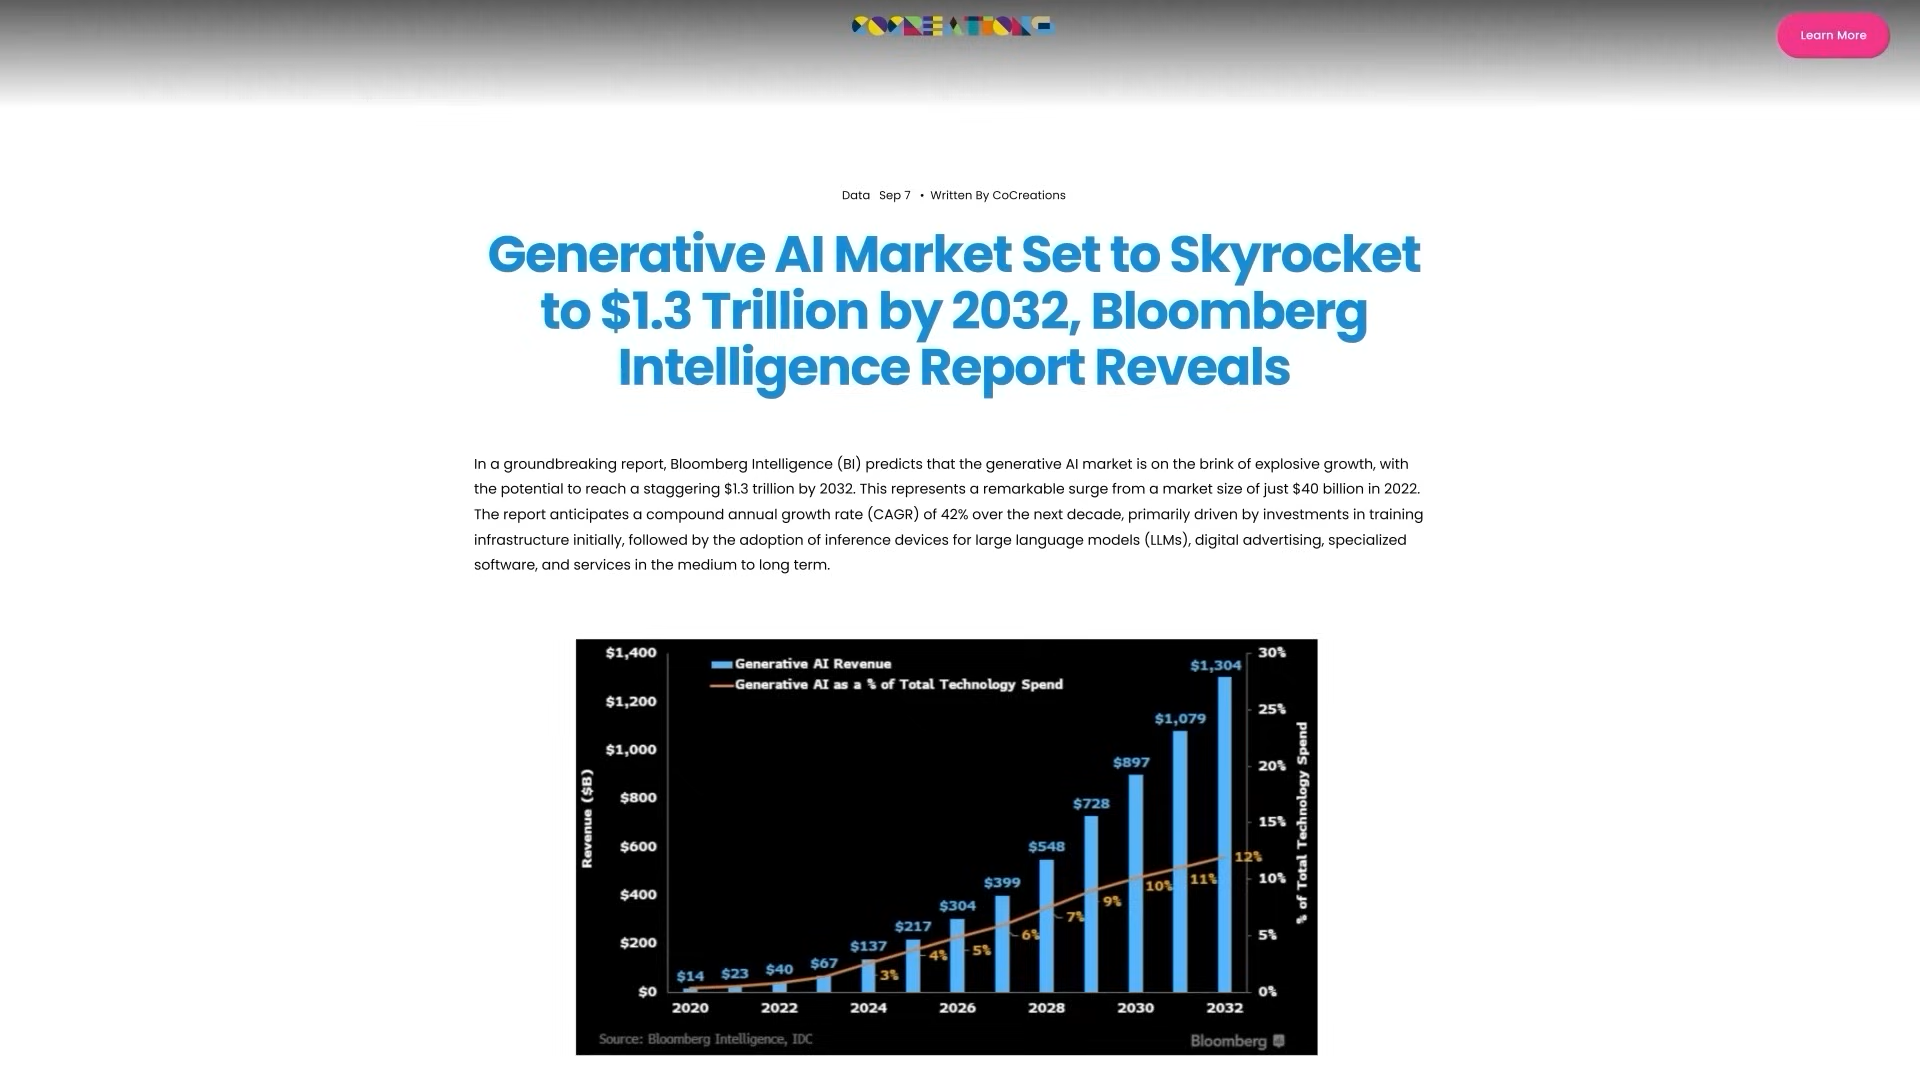 COCREATIONS
Learn More
Data Sep 7 • Written By CoCreations
Generative AI Market Set to Skyrocket
to $1.3 Trillion by 2032, Bloomberg
Intelligence Report Reveals
In a groundbreaking report, Bloomberg Intelligence (BI) predicts that the generative AI market is on the brink of explosive growth, with
the potential to reach a staggering $1.3 trillion by 2032. This represents a remarkable surge from a market size of just $40 billion in 2022.
The report anticipates a compound annual growth rate (CAGR) of 42% over the next decade, primarily driven by investments in training
infrastructure initially, followed by the adoption of inference devices for large language models (LLMs), digital advertising, specialized
software, and services in the medium to long term.
Generative AI Revenue
Generative AI as a % of Total Technology Spend
Revenue ($B)
$1,400
$1,200
$1,000
$800
$600
$400
$200
$0
$14 $23 $40 $67 $137 $217 $304 $399 $548 $728 $897 $1,079 $1,304
3% 4% 5% 6% 7% 9% 10% 11% 12%
30%
25%
20%
15%
10%
5%
0%
% of Total Technology Spend
2020 2022 2024 2026 2028 2030 2032
Source: Bloomberg Intelligence, IDC
Bloomberg